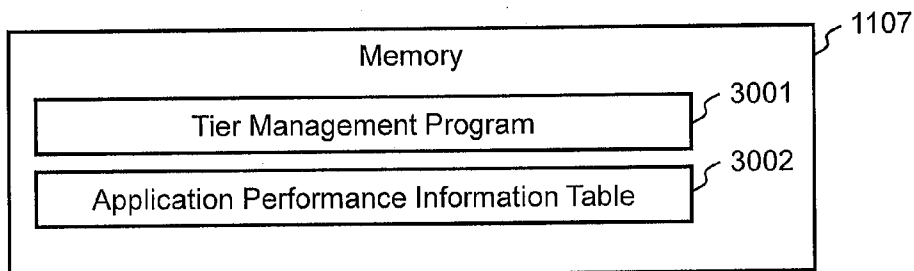 1107
Memory
3001
Tier Management Program
3002
Application Performance Information Table